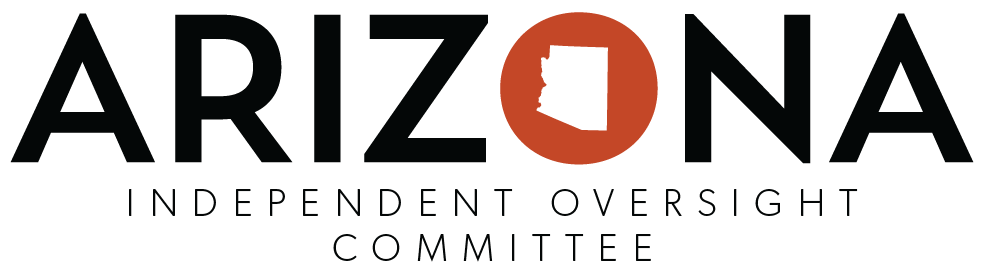 ARIZONA
INDEPENDENT OVERSIGHT
COMMITTEE